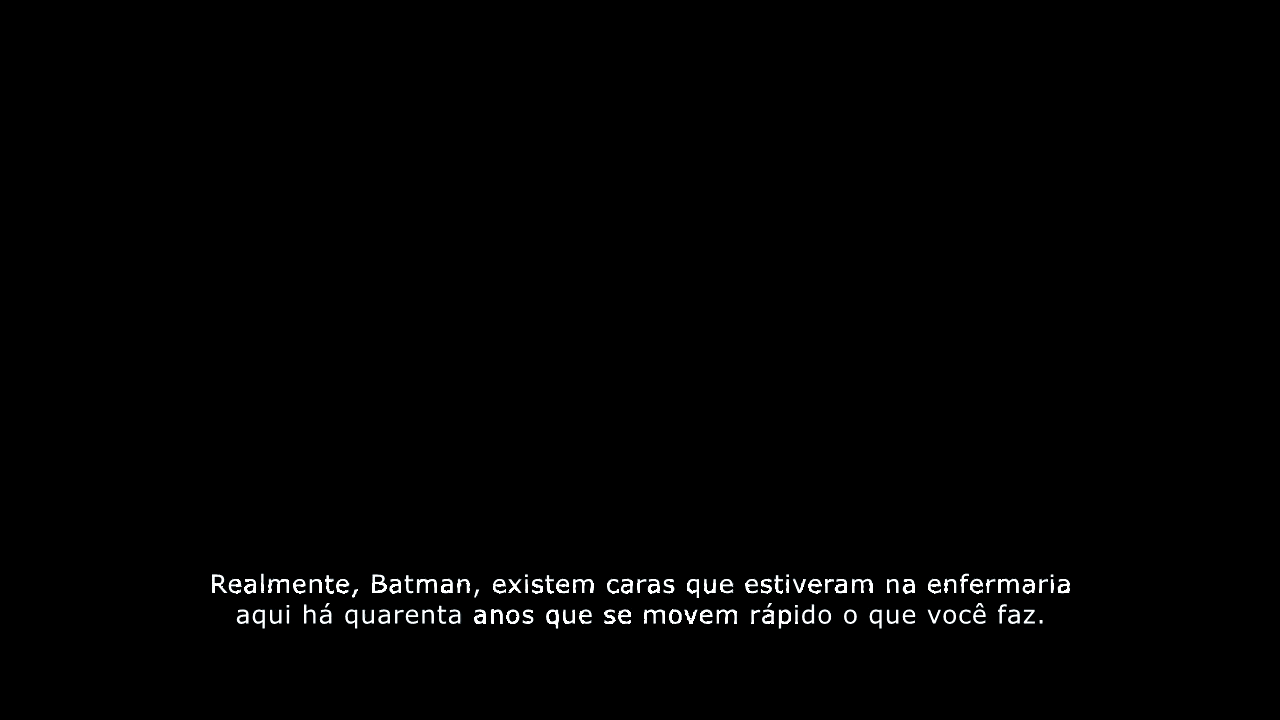 Realmente, Batman, existem caras que estiveram na enfermaria
aqui há quarenta anos que se movem rápido o que você faz.